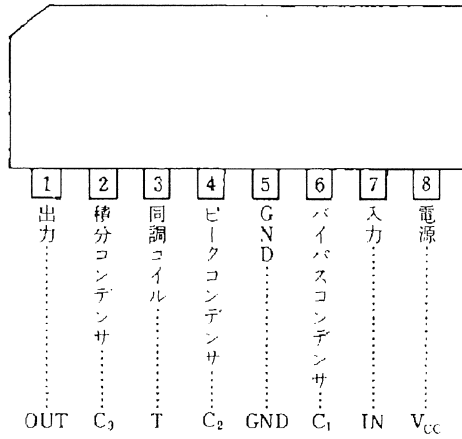 1 2 3 4 5 6 7 8
出力
積分コンデンサ
同調コイル
ピークコンデンサ
GND
バイパスコンデンサ
入力
電源
OUT C₃ T C₂ GND C₁ IN V_CC